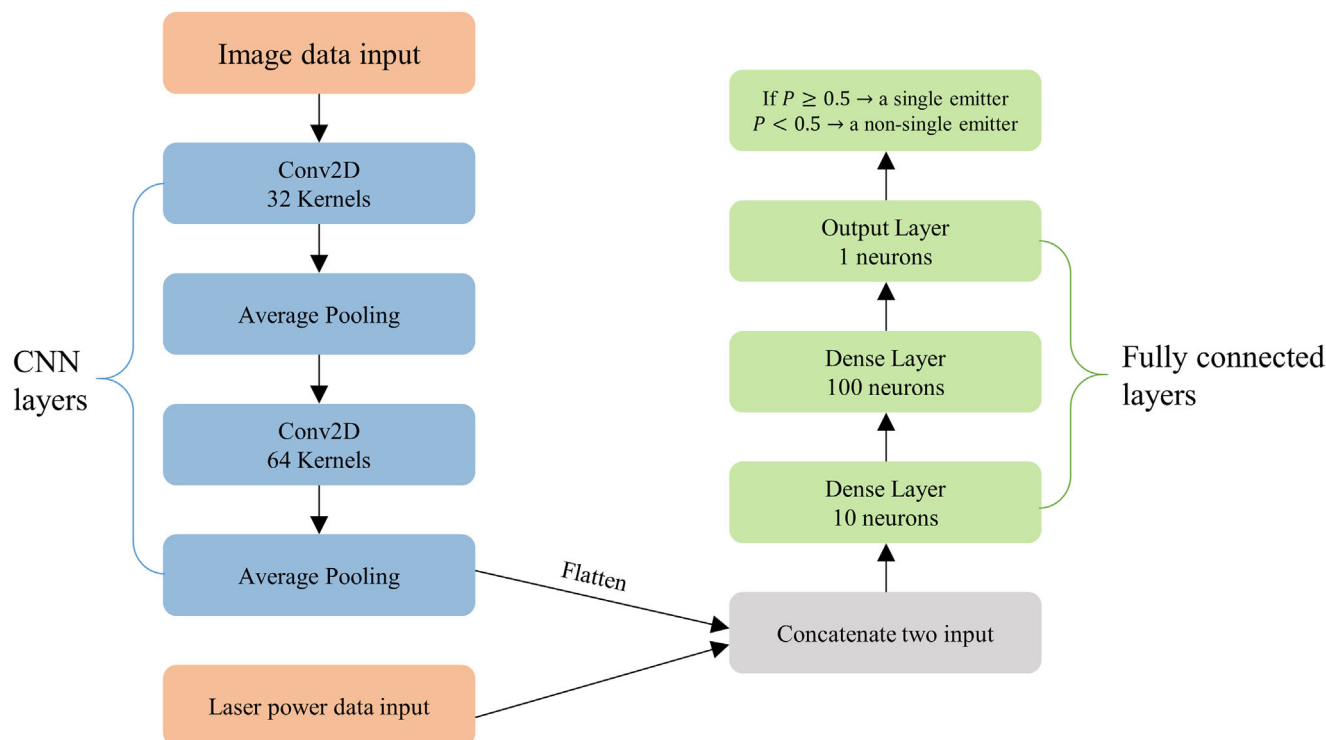 Image data input
Conv2D
32 Kernels
Average Pooling
CNN
layers
Conv2D
64 Kernels
Average Pooling
Flatten
Laser power data input
If P ≥ 0.5 → a single emitter
P < 0.5 → a non-single emitter
Output Layer
1 neurons
Dense Layer
100 neurons
Fully connected
layers
Dense Layer
10 neurons
Concatenate two input